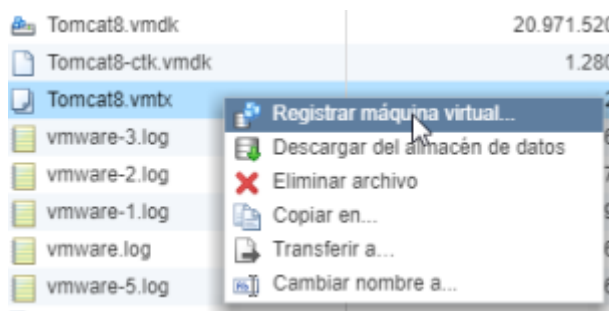 Tomcat8.vmdk 20.971.520
Tomcat8-ctk.vmdk 1.280
Tomcat8.vmtx
Registrar máquina virtual...
vmware-3.log
Descargar del almacén de datos
vmware-2.log
Eliminar archivo
vmware-1.log
Copiar en...
vmware.log
Transferir a...
vmware-5.log
Cambiar nombre a...